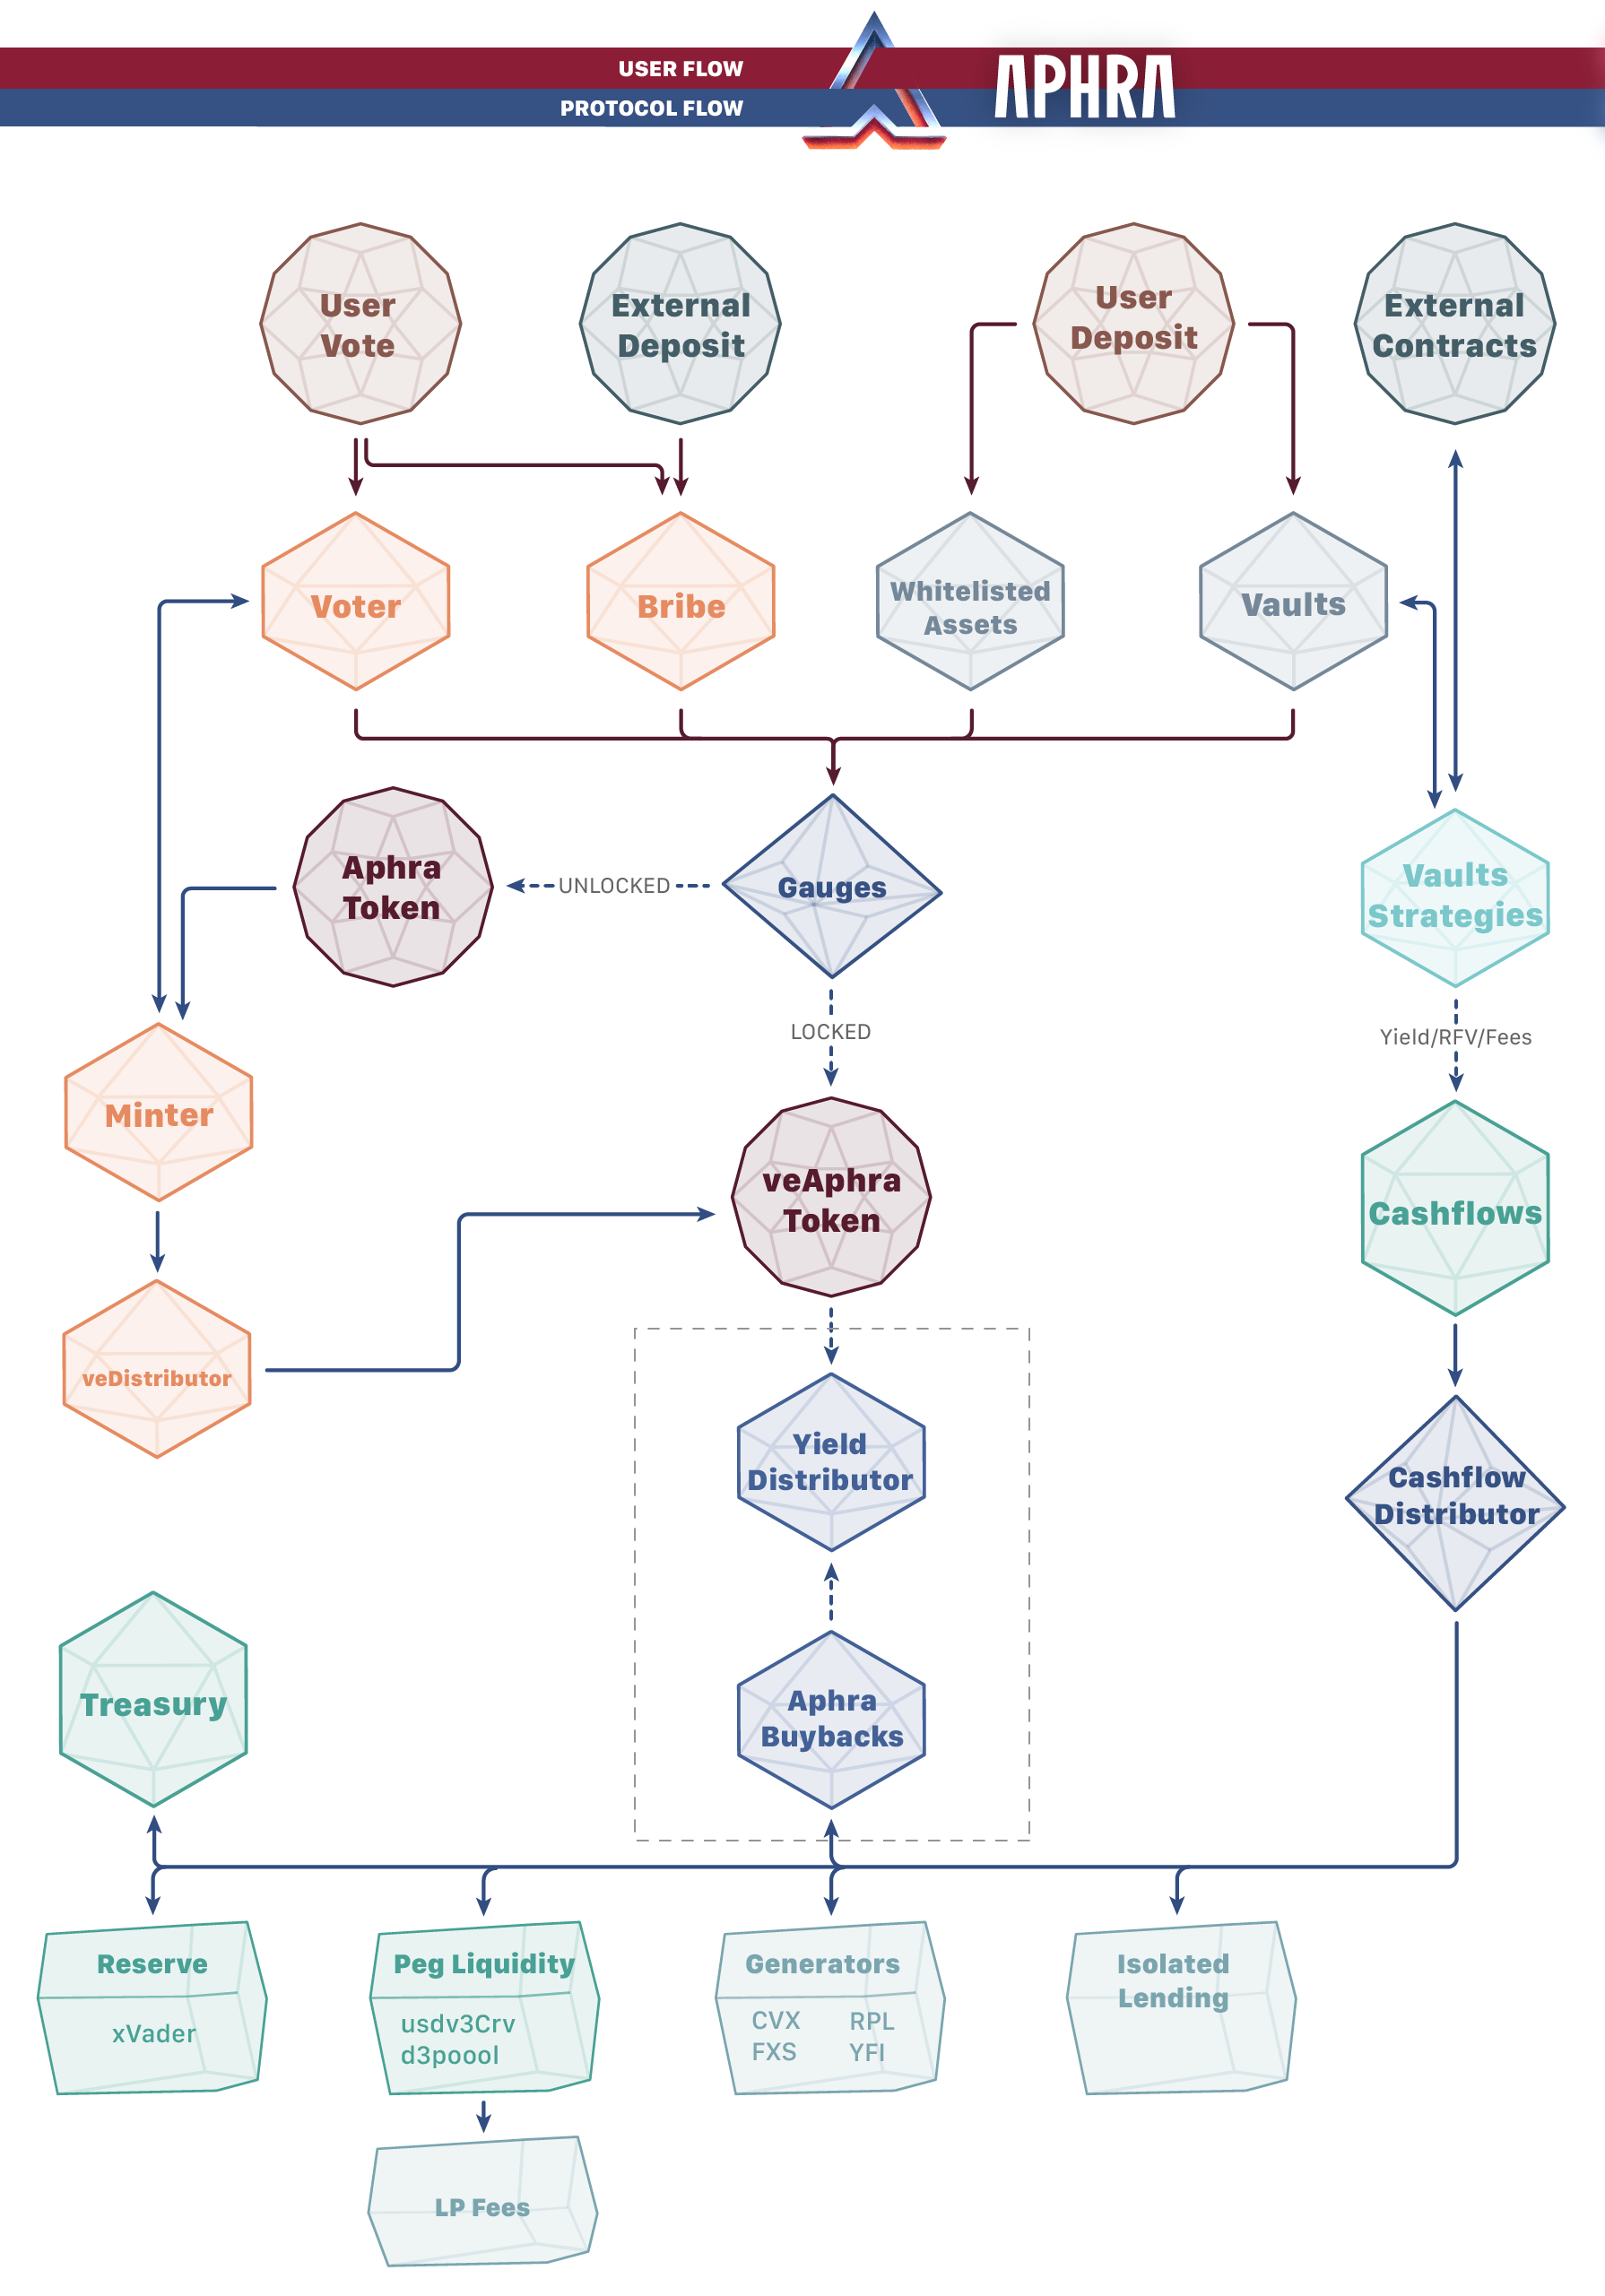 USER FLOW
PROTOCOL FLOW
APHRA
User
Vote
External
Deposit
User
Deposit
External
Contracts
Voter
Bribe
Whitelisted
Assets
Vaults
Aphra
Token
UNLOCKED
Gauges
Vaults
Strategies
LOCKED
Yield/RFV/Fees
Minter
veAphra
Token
Cashflows
veDistributor
Yield
Distributor
Cashflow
Distributor
Treasury
Aphra
Buybacks
Reserve
xVader
Peg Liquidity
usdv3Crv
d3poool
Generators
CVX RPL
FXS YFI
Isolated
Lending
LP Fees